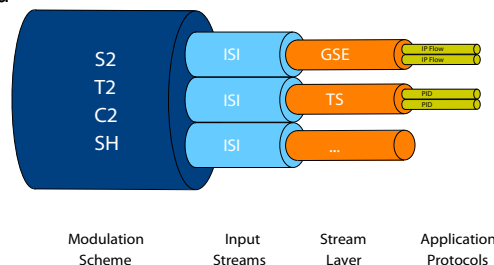 S2
T2
C2
SH
ISI
ISI
ISI
GSE
TS
...
IP Flow
IP Flow
PID
PID
Modulation
Scheme
Input
Streams
Stream
Layer
Application
Protocols